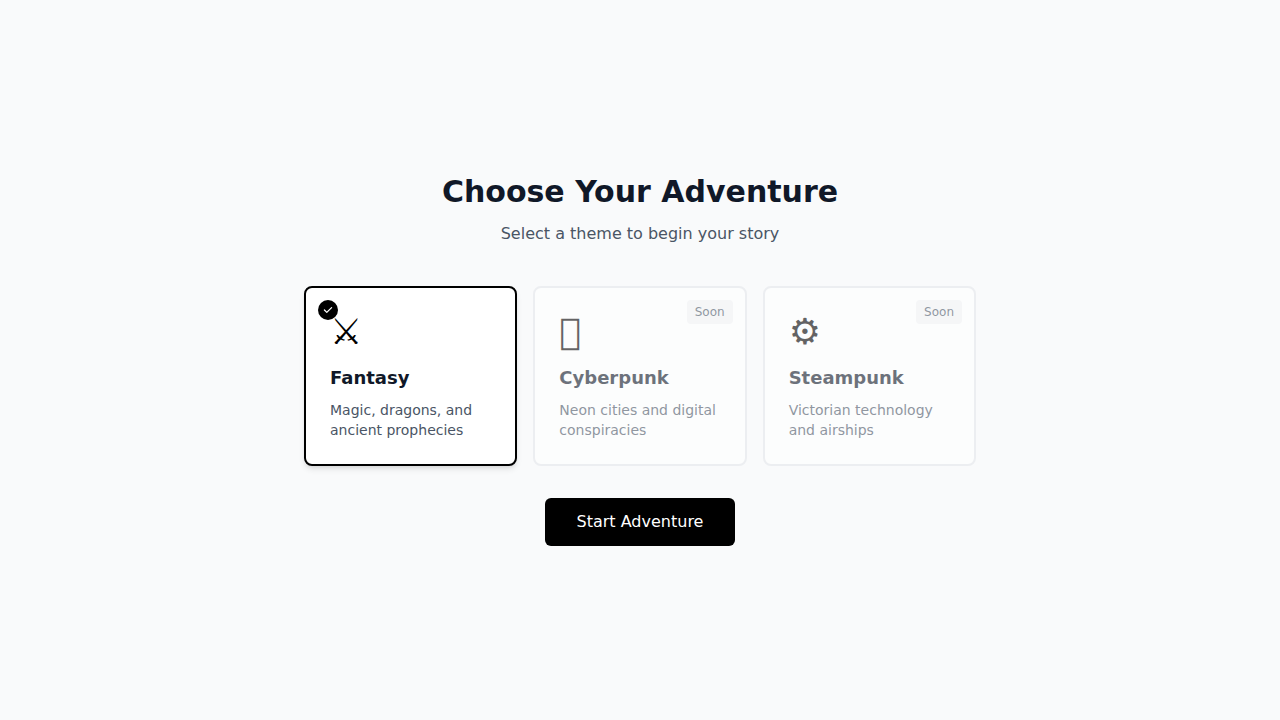 Choose Your Adventure
Select a theme to begin your story
Fantasy
Magic, dragons, and
ancient prophecies
Soon
Cyberpunk
Neon cities and digital
conspiracies
Soon
Steampunk
Victorian technology
and airships
Start Adventure